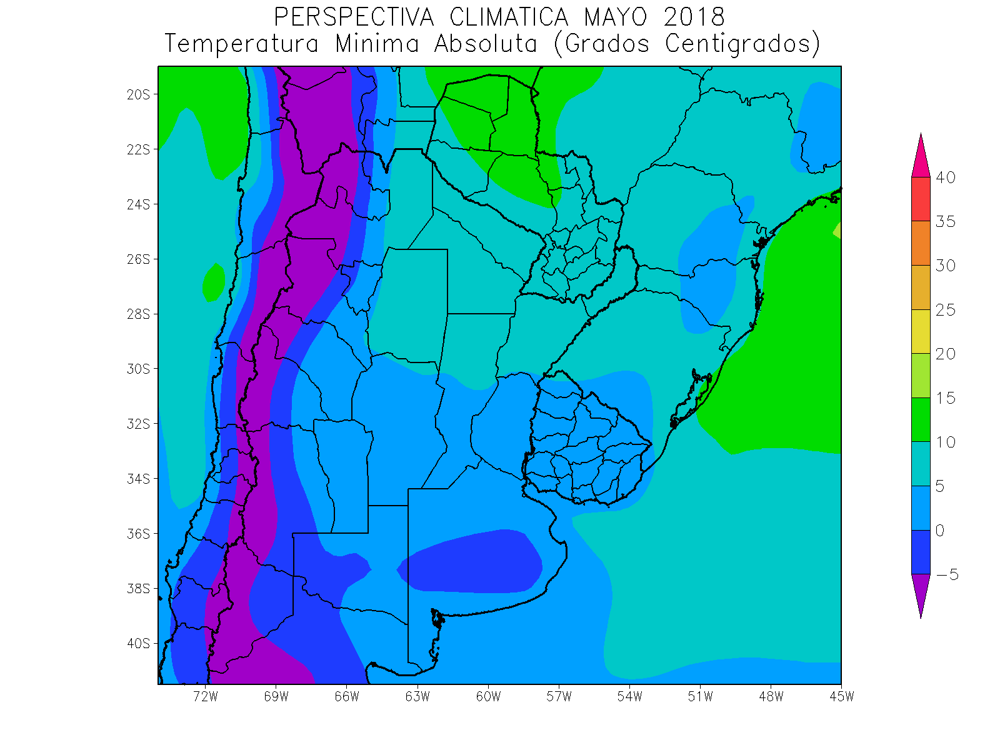 PERSPECTIVA CLIMATICA MAYO 2018
Temperatura Minima Absoluta (Grados Centigrados)
20S
22S
24S
26S
28S
30S
32S
34S
36S
38S
40S
72W 69W 66W 63W 60W 57W 54W 51W 48W 45W
40
35
30
25
20
15
10
5
0
-5